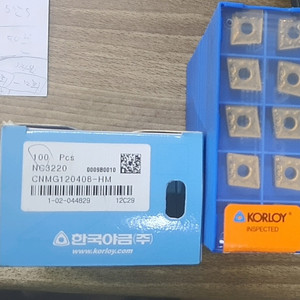 100 Pcs
NC3220 000980010
CNMG120408-HM
1-02-044829 12C29
한국야금(주)
www.korloy.com
KORLOY
INSPECTED